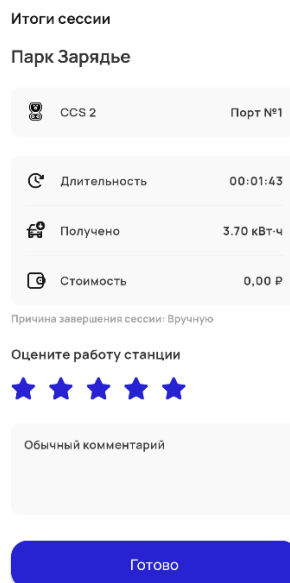 Итоги сессии
Парк Зарядье
CCS 2 Порт №1
Длительность 00:01:43
Получено 3.70 кВт·ч
Стоимость 0,00 ₽
Причина завершения сессии: Вручную
Оцените работу станции
Обычный комментарий
Готово